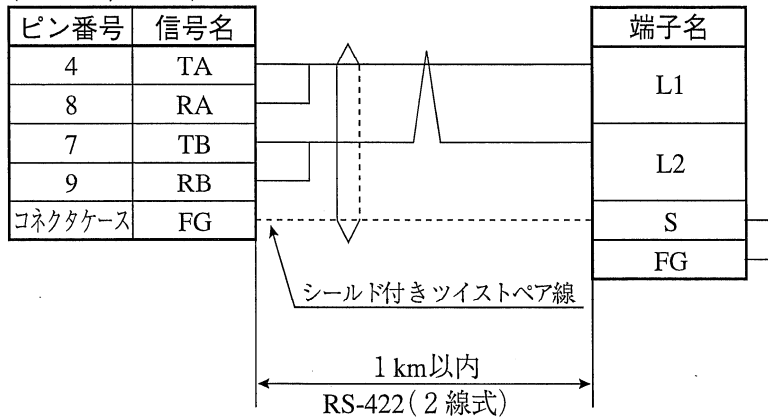 ピン番号 信号名 端子名
4 TA L1
8 RA
7 TB L2
9 RB
コネクタケース FG S
FG
シールド付きツイストペア線
1 km以内
RS-422(2線式)